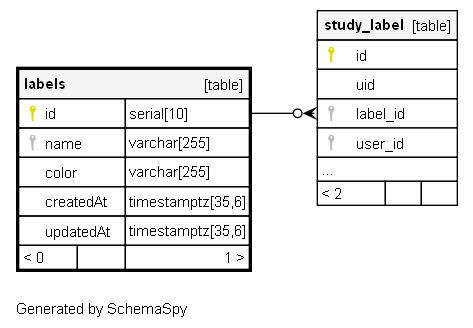 study_label [table]
id
uid
label_id
user_id
...
< 2
labels [table]
id serial[10]
name varchar[255]
color varchar[255]
createdAt timestamptz[35,6]
updatedAt timestamptz[35,6]
< 0 1 >
Generated by SchemaSpy